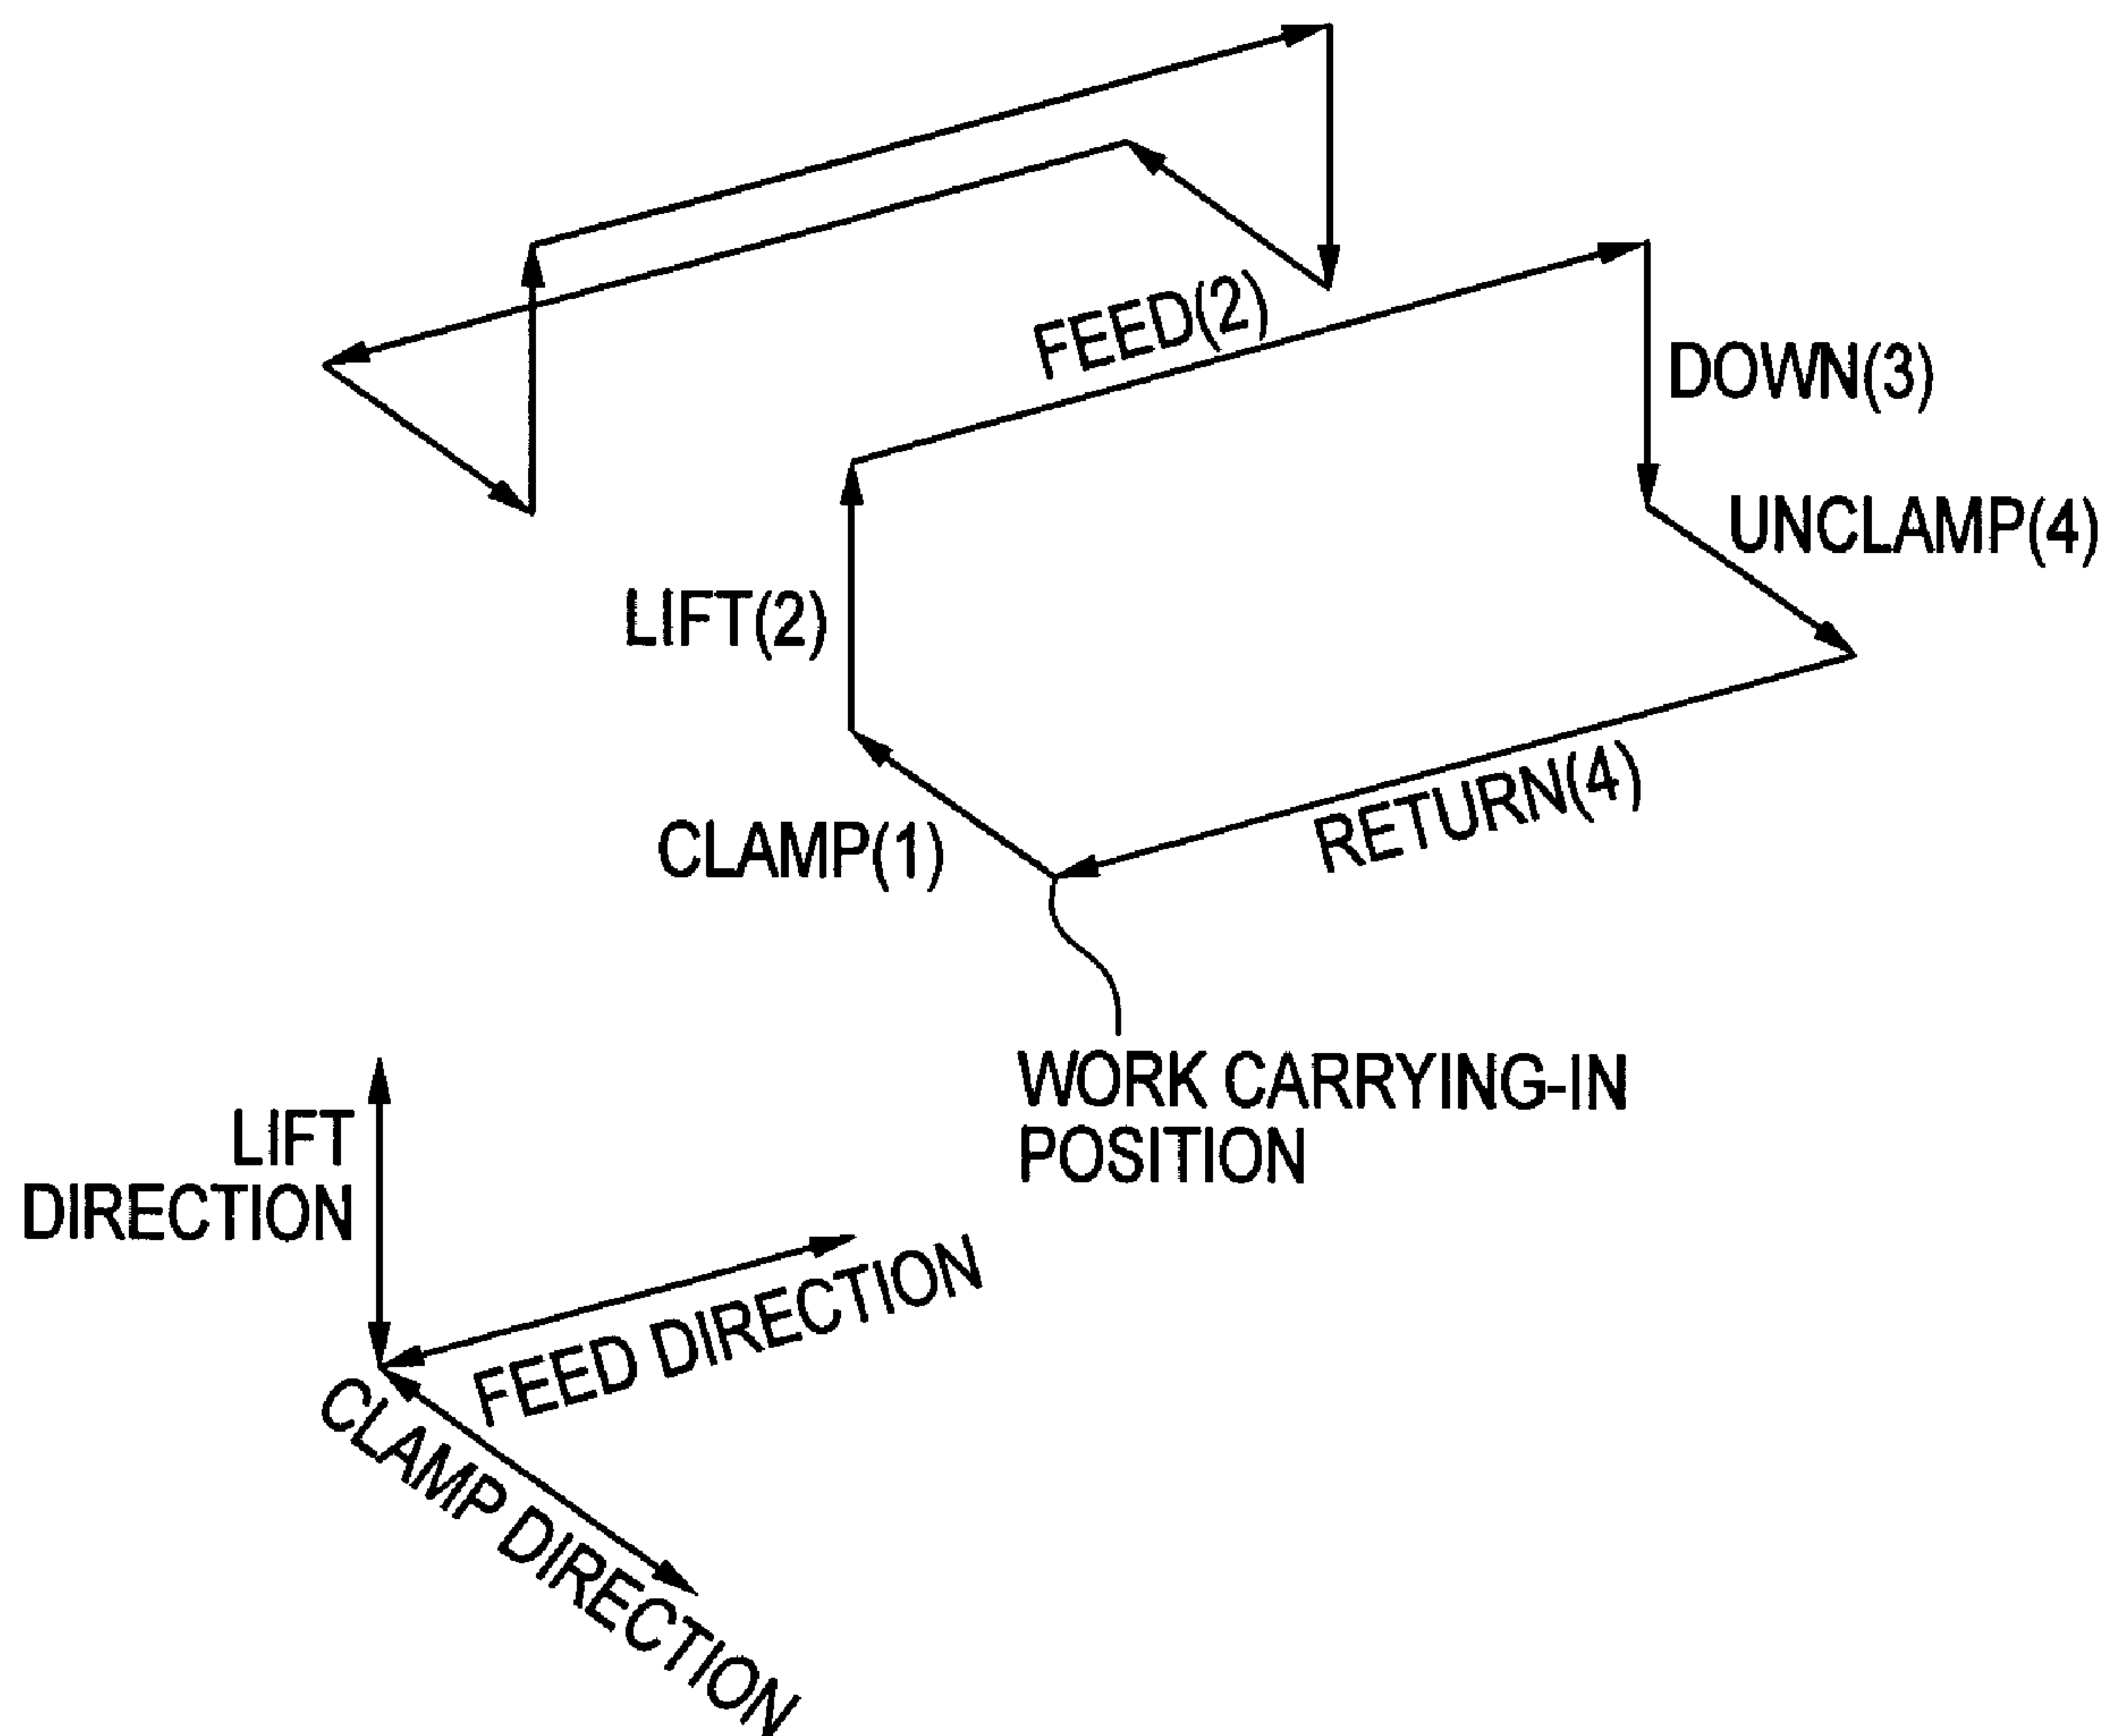 FEED(2)
DOWN(3)
UNCLAMP(4)
LIFT(2)
CLAMP(1)
RETURN(4)
WORK CARRYING-IN
POSITION
LIFT
DIRECTION
FEED DIRECTION
CLAMP DIRECTION